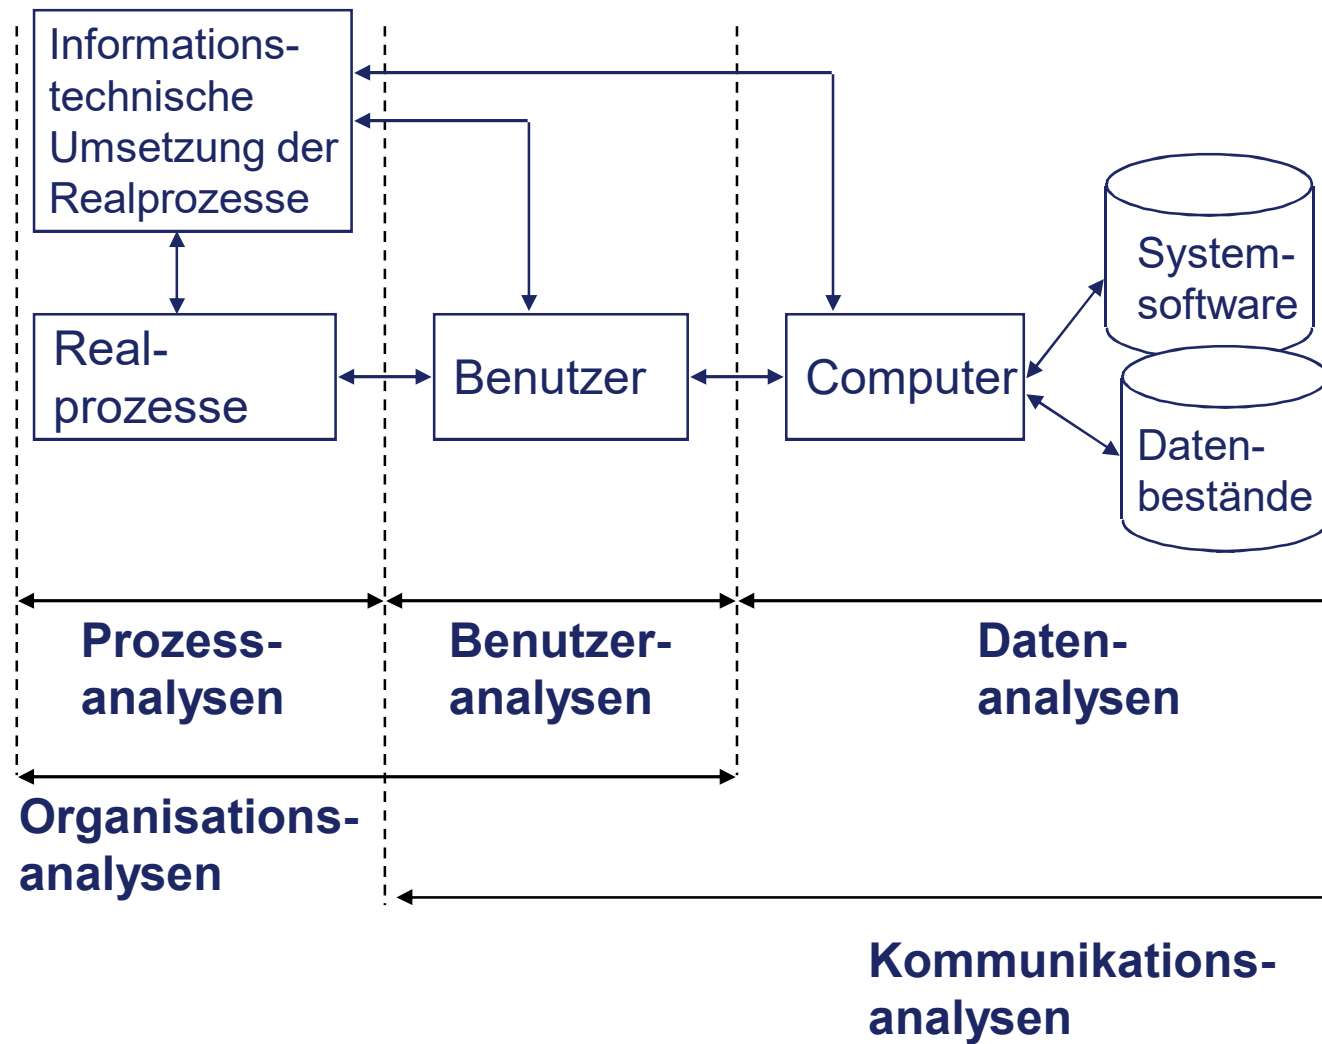 Informations-
technische
Umsetzung der
Realprozesse
System-
software
Real-
prozesse
Benutzer
Computer
Daten-
bestände
Prozess-
analysen
Benutzer-
analysen
Daten-
analysen
Organisations-
analysen
Kommunikations-
analysen